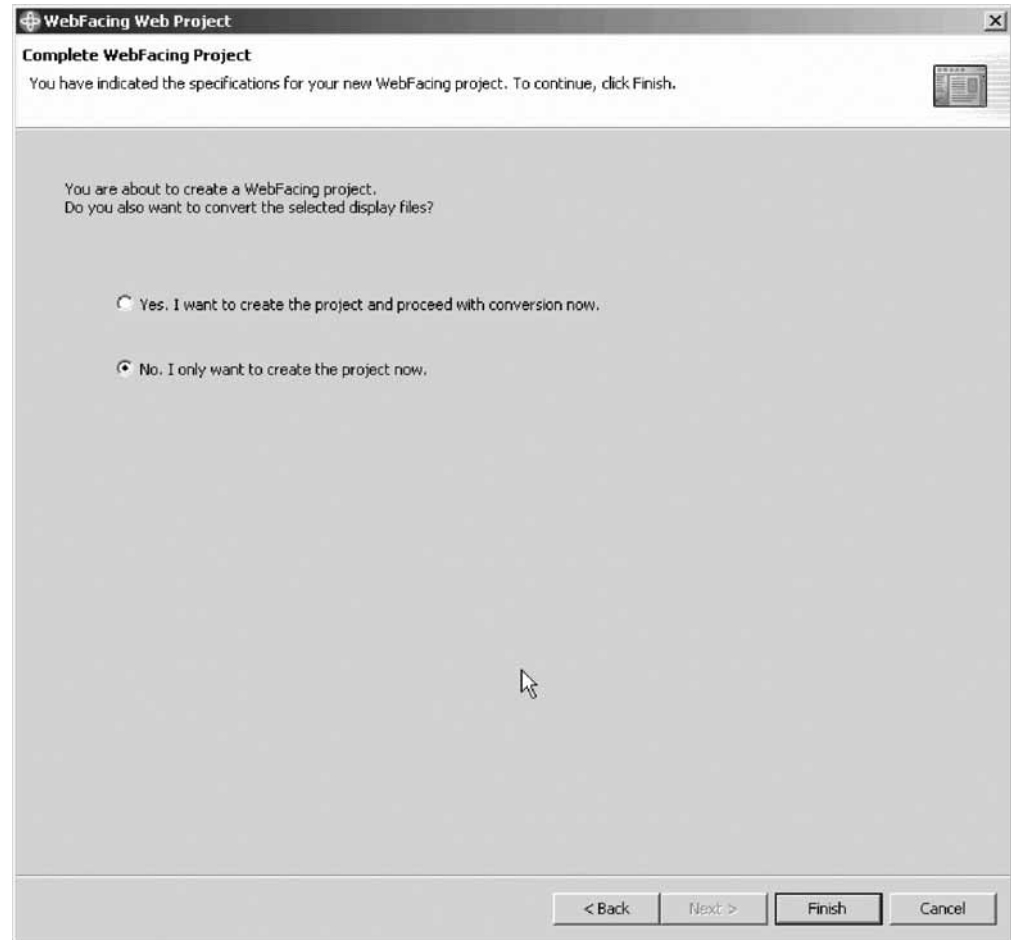 WebFacing Web Project
Complete WebFacing Project
You have indicated the specifications for your new WebFacing project. To continue, click Finish.
You are about to create a WebFacing project.
Do you also want to convert the selected display files?
Yes. I want to create the project and proceed with conversion now.
No. I only want to create the project now.
< Back Next > Finish Cancel